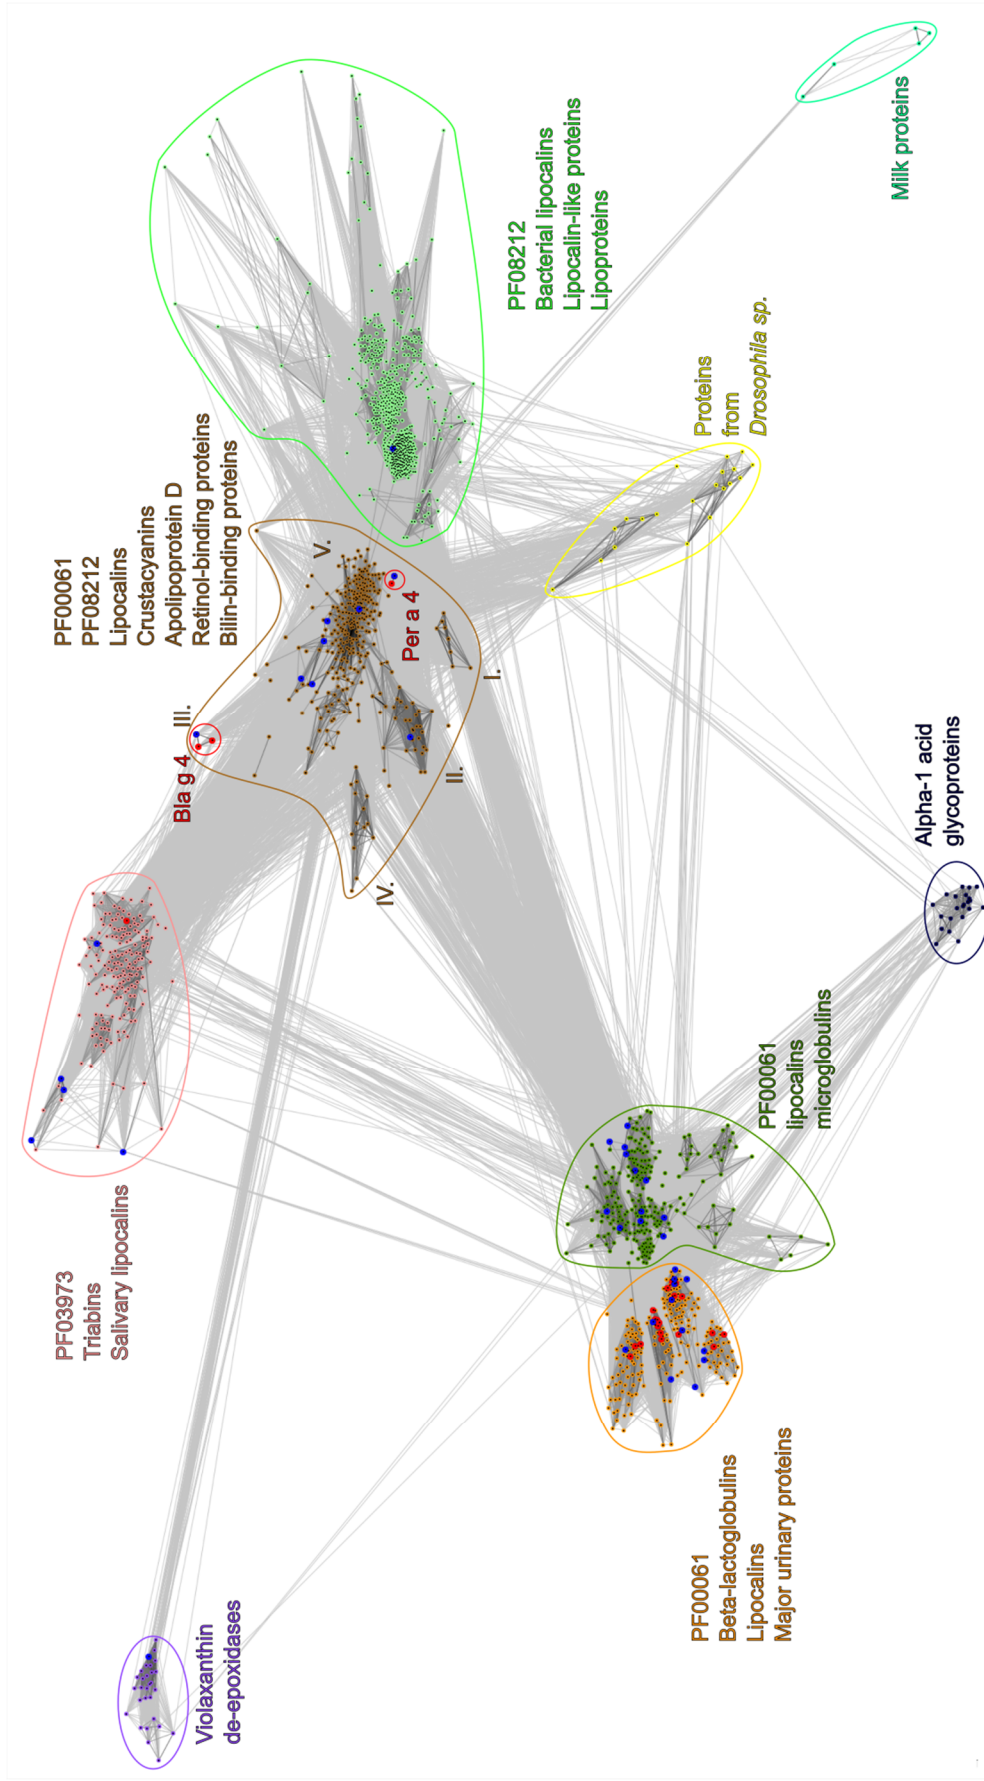 Violaxanthin
de-epoxidases
PF03973
Triabins
Salivary lipocalins
Bla g 4
III.
PF00061
PF08212
Lipocalins
Crustacyanins
Apolipoprotein D
Retinol-binding proteins
Bilin-binding proteins
V.
Per a 4
I.
II.
IV.
PF08212
Bacterial lipocalins
Lipocalin-like proteins
Lipoproteins
PF00061
Beta-lactoglobulins
Lipocalins
Major urinary proteins
PF00061
lipocalins
microglobulins
Alpha-1 acid
glycoproteins
Proteins
from
Drosophila sp.
Milk proteins